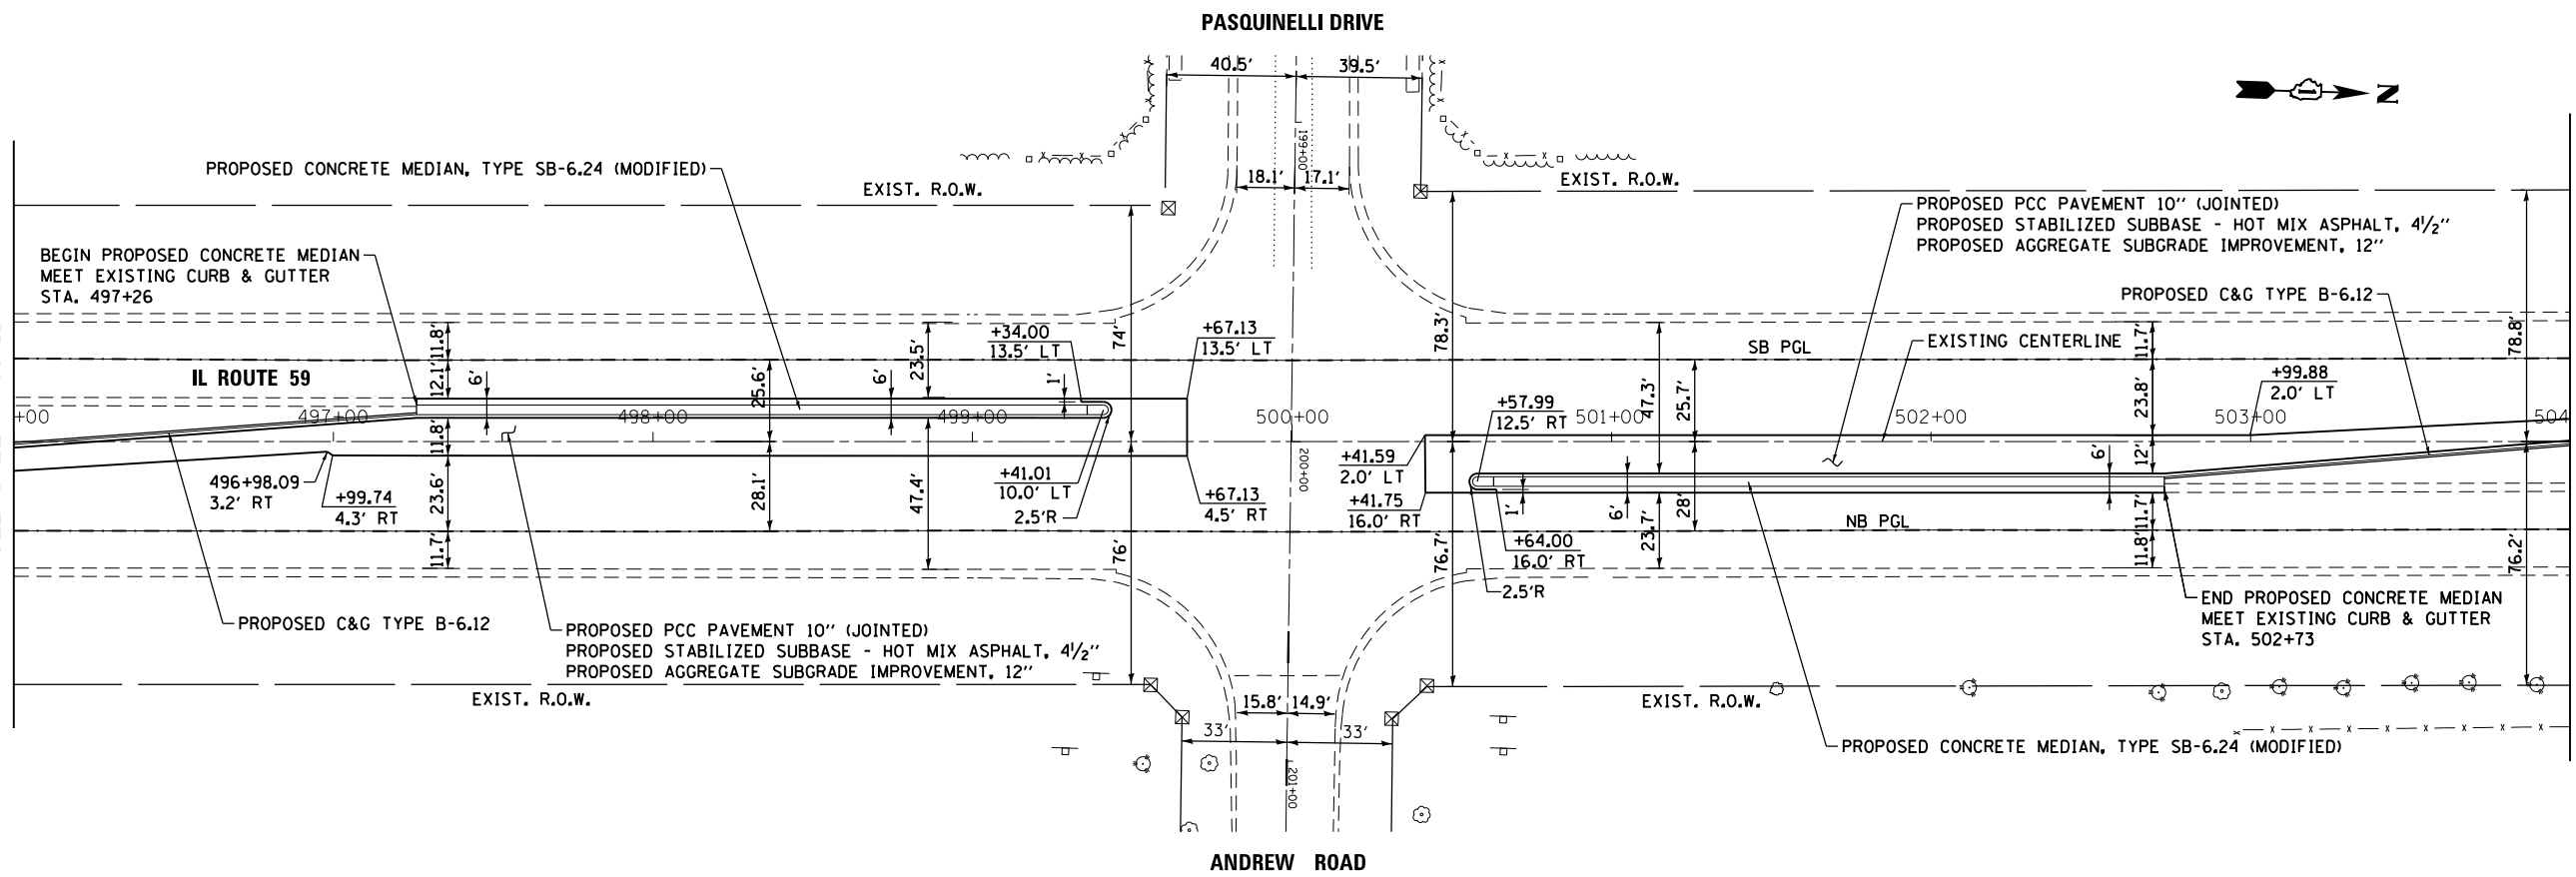 PASQUINELLI DRIVE
40.5'
39.5'
N
199+00
18.1'
17.1'
PROPOSED CONCRETE MEDIAN, TYPE SB-6.24 (MODIFIED)
EXIST. R.O.W.
EXIST. R.O.W.
PROPOSED PCC PAVEMENT 10" (JOINTED)
PROPOSED STABILIZED SUBBASE - HOT MIX ASPHALT, 4½"
PROPOSED AGGREGATE SUBGRADE IMPROVEMENT, 12"
BEGIN PROPOSED CONCRETE MEDIAN
MEET EXISTING CURB & GUTTER
STA. 497+26
PROPOSED C&G TYPE B-6.12
11.8'
12.1'
6'
25.6'
6'
23.5'
+34.00
13.5' LT
1'
74'
+67.13
13.5' LT
78.3'
47.3'
25.7'
SB PGL
EXISTING CENTERLINE
11.7'
23.8'
+99.88
2.0' LT
78.8'
IL ROUTE 59
+00
497+00
498+00
499+00
500+00
501+00
502+00
503+00
504
+57.99
12.5' RT
11.8'
12'
6'
496+98.09
3.2' RT
+99.74
4.3' RT
23.6'
28.1'
47.4'
+41.01
10.0' LT
2.5'R
+67.13
4.5' RT
200+00
+41.59
2.0' LT
+41.75
16.0' RT
1'
6'
23.7'
28'
NB PGL
11.7'
11.7'
76'
76.7'
+64.00
16.0' RT
2.5'R
11.8'
76.2'
PROPOSED C&G TYPE B-6.12
PROPOSED PCC PAVEMENT 10" (JOINTED)
PROPOSED STABILIZED SUBBASE - HOT MIX ASPHALT, 4½"
PROPOSED AGGREGATE SUBGRADE IMPROVEMENT, 12"
END PROPOSED CONCRETE MEDIAN
MEET EXISTING CURB & GUTTER
STA. 502+73
EXIST. R.O.W.
EXIST. R.O.W.
15.8'
14.9'
33'
33'
PROPOSED CONCRETE MEDIAN, TYPE SB-6.24 (MODIFIED)
201+00
ANDREW ROAD